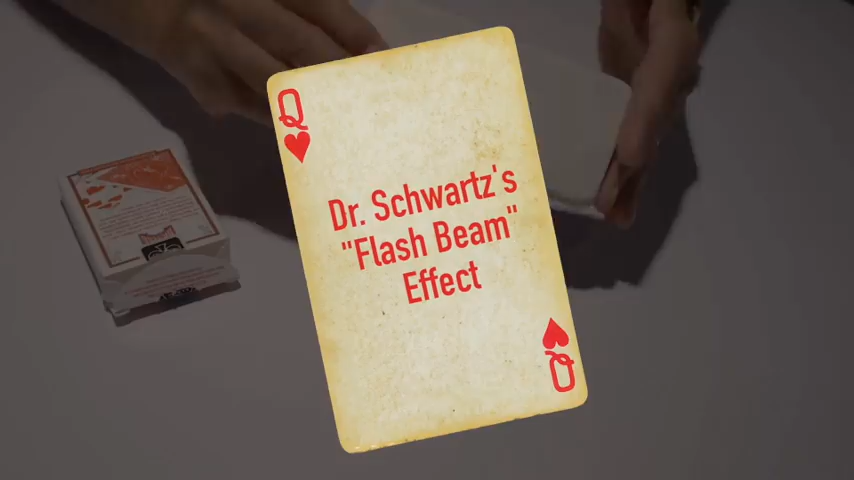 Q
Dr. Schwartz's
"Flash Beam"
Effect
Q